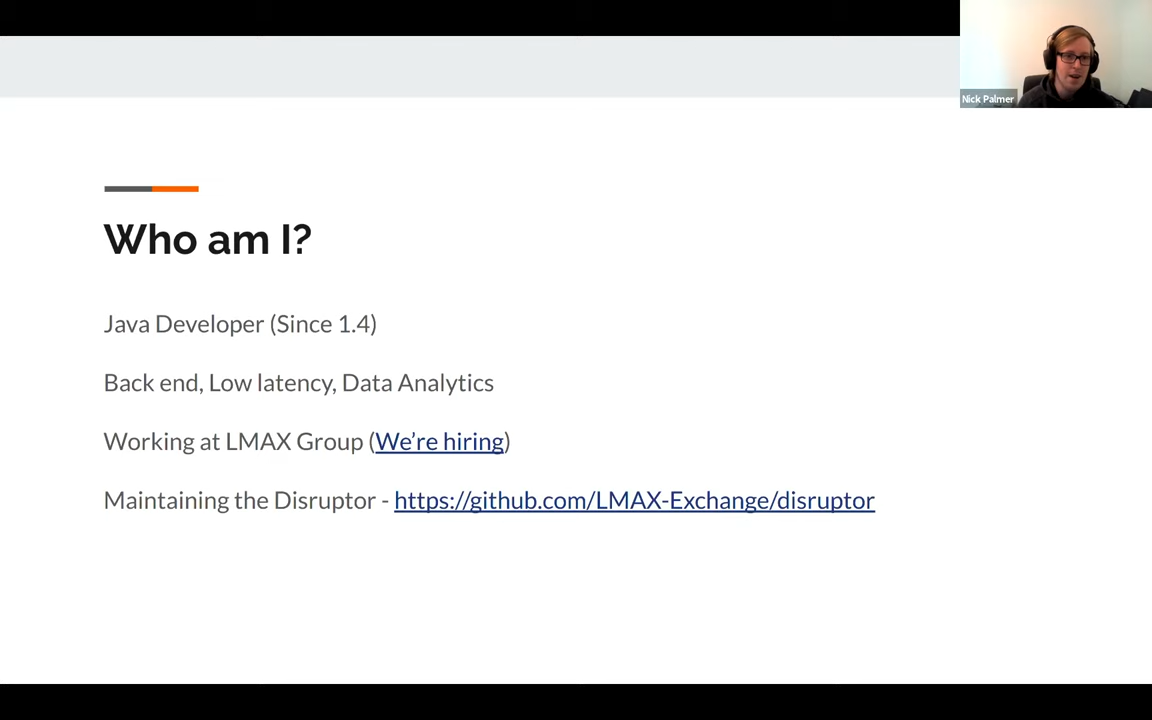 Nick Palmer
Who am I?
Java Developer (Since 1.4)
Back end, Low latency, Data Analytics
Working at LMAX Group (We’re hiring)
Maintaining the Disruptor - https://github.com/LMAX-Exchange/disruptor